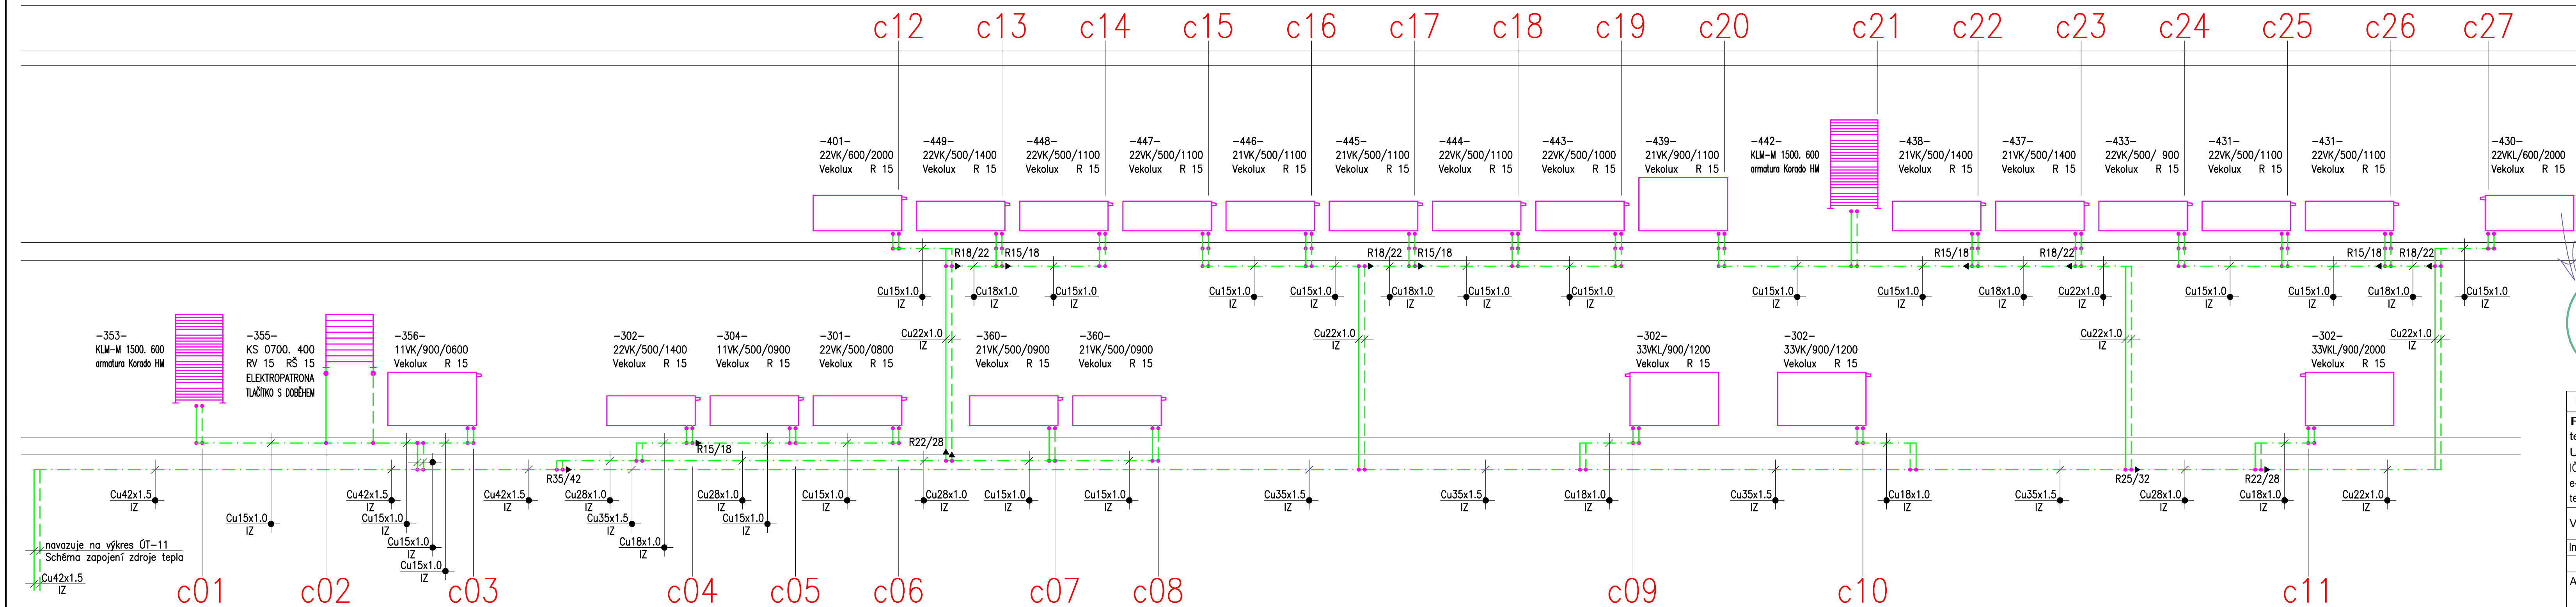 c12
c13
c14
c15
c16
c17
c18
c19
c20
c21
c22
c23
c24
c25
c26
c27
-401-
22VK/600/2000
Vekolux R 15
-449-
22VK/500/1400
Vekolux R 15
-448-
22VK/500/1100
Vekolux R 15
-447-
22VK/500/1100
Vekolux R 15
-446-
21VK/500/1100
Vekolux R 15
-445-
21VK/500/1100
Vekolux R 15
-444-
22VK/500/1100
Vekolux R 15
-443-
22VK/500/1000
Vekolux R 15
-439-
21VK/900/1100
Vekolux R 15
-442-
KLM-M 1500. 600
armatura Korado HM
-438-
21VK/500/1400
Vekolux R 15
-437-
21VK/500/1400
Vekolux R 15
-433-
22VK/500/ 900
Vekolux R 15
-431-
22VK/500/1100
Vekolux R 15
-431-
22VK/500/1100
Vekolux R 15
-430-
22VKL/600/2000
Vekolux R 15
R18/22
R15/18
R18/22
R15/18
R15/18
R18/22
R15/18
R18/22
Cu15x1.0
IZ
Cu18x1.0
IZ
Cu15x1.0
IZ
Cu15x1.0
IZ
Cu15x1.0
IZ
Cu18x1.0
IZ
Cu15x1.0
IZ
Cu15x1.0
IZ
Cu15x1.0
IZ
Cu15x1.0
IZ
Cu18x1.0
IZ
Cu22x1.0
IZ
Cu15x1.0
IZ
Cu15x1.0
IZ
Cu18x1.0
IZ
Cu15x1.0
IZ
Cu22x1.0
IZ
Cu22x1.0
IZ
Cu22x1.0
IZ
Cu22x1.0
IZ
-353-
KLM-M 1500. 600
armatura Korado HM
-355-
KS 0700. 400
RV 15 RŠ 15
ELEKTROPATRONA
TLAČÍTKO S DOBĚHEM
-356-
11VK/900/0600
Vekolux R 15
-302-
22VK/500/1400
Vekolux R 15
-304-
11VK/500/0900
Vekolux R 15
-301-
22VK/500/0800
Vekolux R 15
-360-
21VK/500/0900
Vekolux R 15
-360-
21VK/500/0900
Vekolux R 15
-302-
33VKL/900/1200
Vekolux R 15
-302-
33VK/900/1200
Vekolux R 15
-302-
33VKL/900/2000
Vekolux R 15
R15/18
R22/28
R35/42
R25/32
R22/28
Cu42x1.5
IZ
Cu15x1.0
IZ
Cu42x1.5
IZ
Cu15x1.0
IZ
Cu15x1.0
IZ
Cu15x1.0
IZ
Cu42x1.5
IZ
Cu28x1.0
IZ
Cu35x1.5
IZ
Cu18x1.0
IZ
Cu28x1.0
IZ
Cu15x1.0
IZ
Cu15x1.0
IZ
Cu28x1.0
IZ
Cu15x1.0
IZ
Cu15x1.0
IZ
Cu35x1.5
IZ
Cu35x1.5
IZ
Cu18x1.0
IZ
Cu35x1.5
IZ
Cu18x1.0
IZ
Cu35x1.5
IZ
Cu28x1.0
IZ
Cu18x1.0
IZ
Cu22x1.0
IZ
navazuje na výkres ÚT-11
Schéma zapojení zdroje tepla
Cu42x1.5
IZ
c01
c02
c03
c04
c05
c06
c07
c08
c09
c10
c11